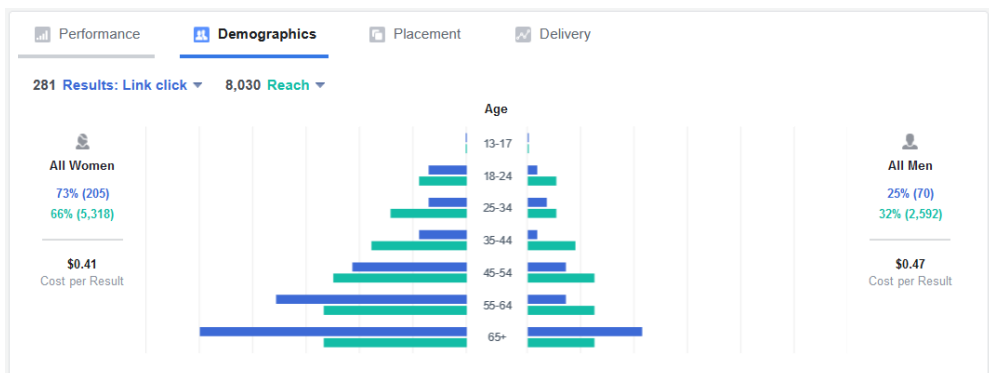 Performance Demographics Placement Delivery
281 Results: Link click 8,030 Reach
Age
All Women
73% (205)
66% (5,318)
$0.41
Cost per Result
13-17
18-24
25-34
35-44
45-54
55-64
65+
All Men
25% (70)
32% (2,592)
$0.47
Cost per Result